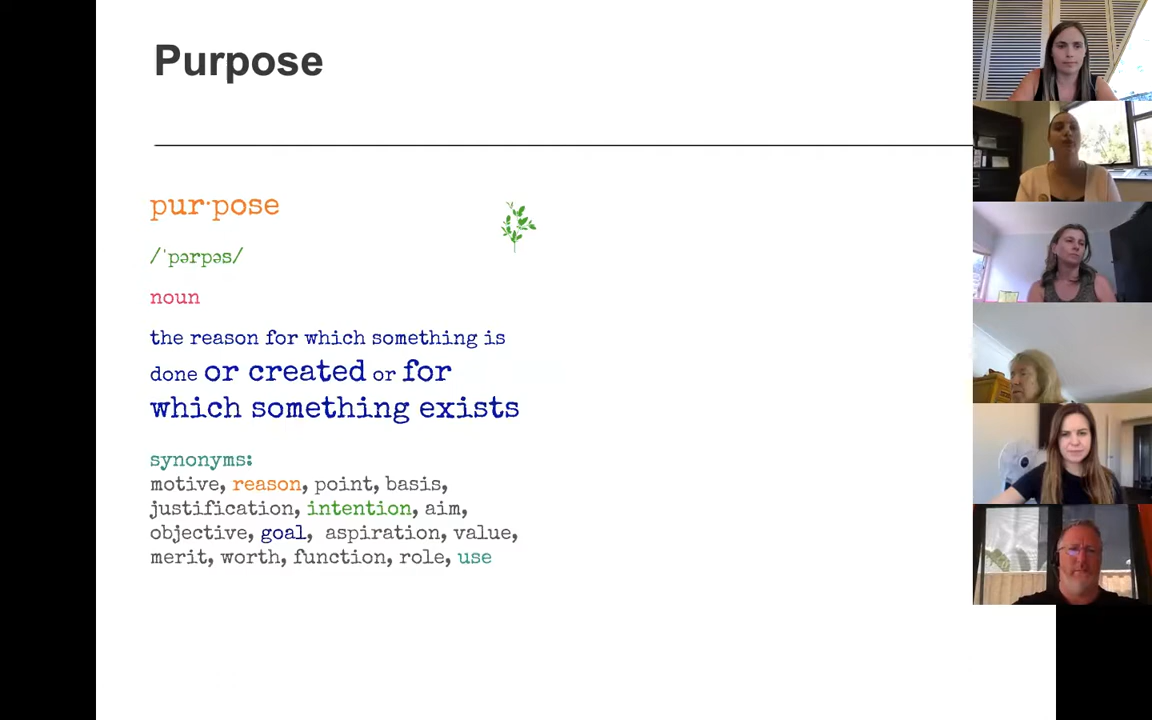 Purpose
pur·pose
/ˈpərpəs/
noun
the reason for which something is
done or created or for
which something exists
synonyms:
motive, reason, point, basis,
justification, intention, aim,
objective, goal, aspiration, value,
merit, worth, function, role, use